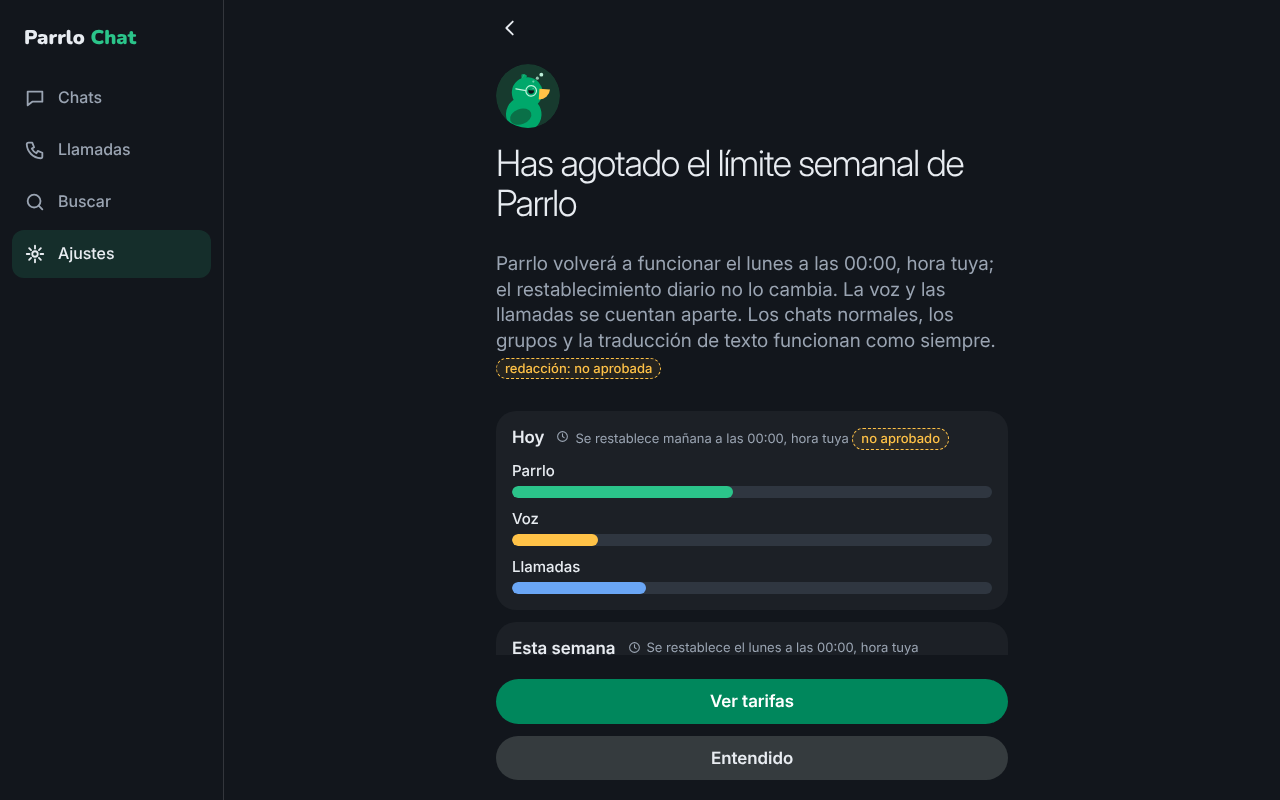 Parrlo Chat
Chats
Llamadas
Buscar
Ajustes
Has agotado el límite semanal de
Parrlo
Parrlo volverá a funcionar el lunes a las 00:00, hora tuya;
el restablecimiento diario no lo cambia. La voz y las
llamadas se cuentan aparte. Los chats normales, los
grupos y la traducción de texto funcionan como siempre.
redacción: no aprobada
Hoy Se restablece mañana a las 00:00, hora tuya no aprobado
Parrlo
Voz
Llamadas
Esta semana Se restablece el lunes a las 00:00, hora tuya
Ver tarifas
Entendido